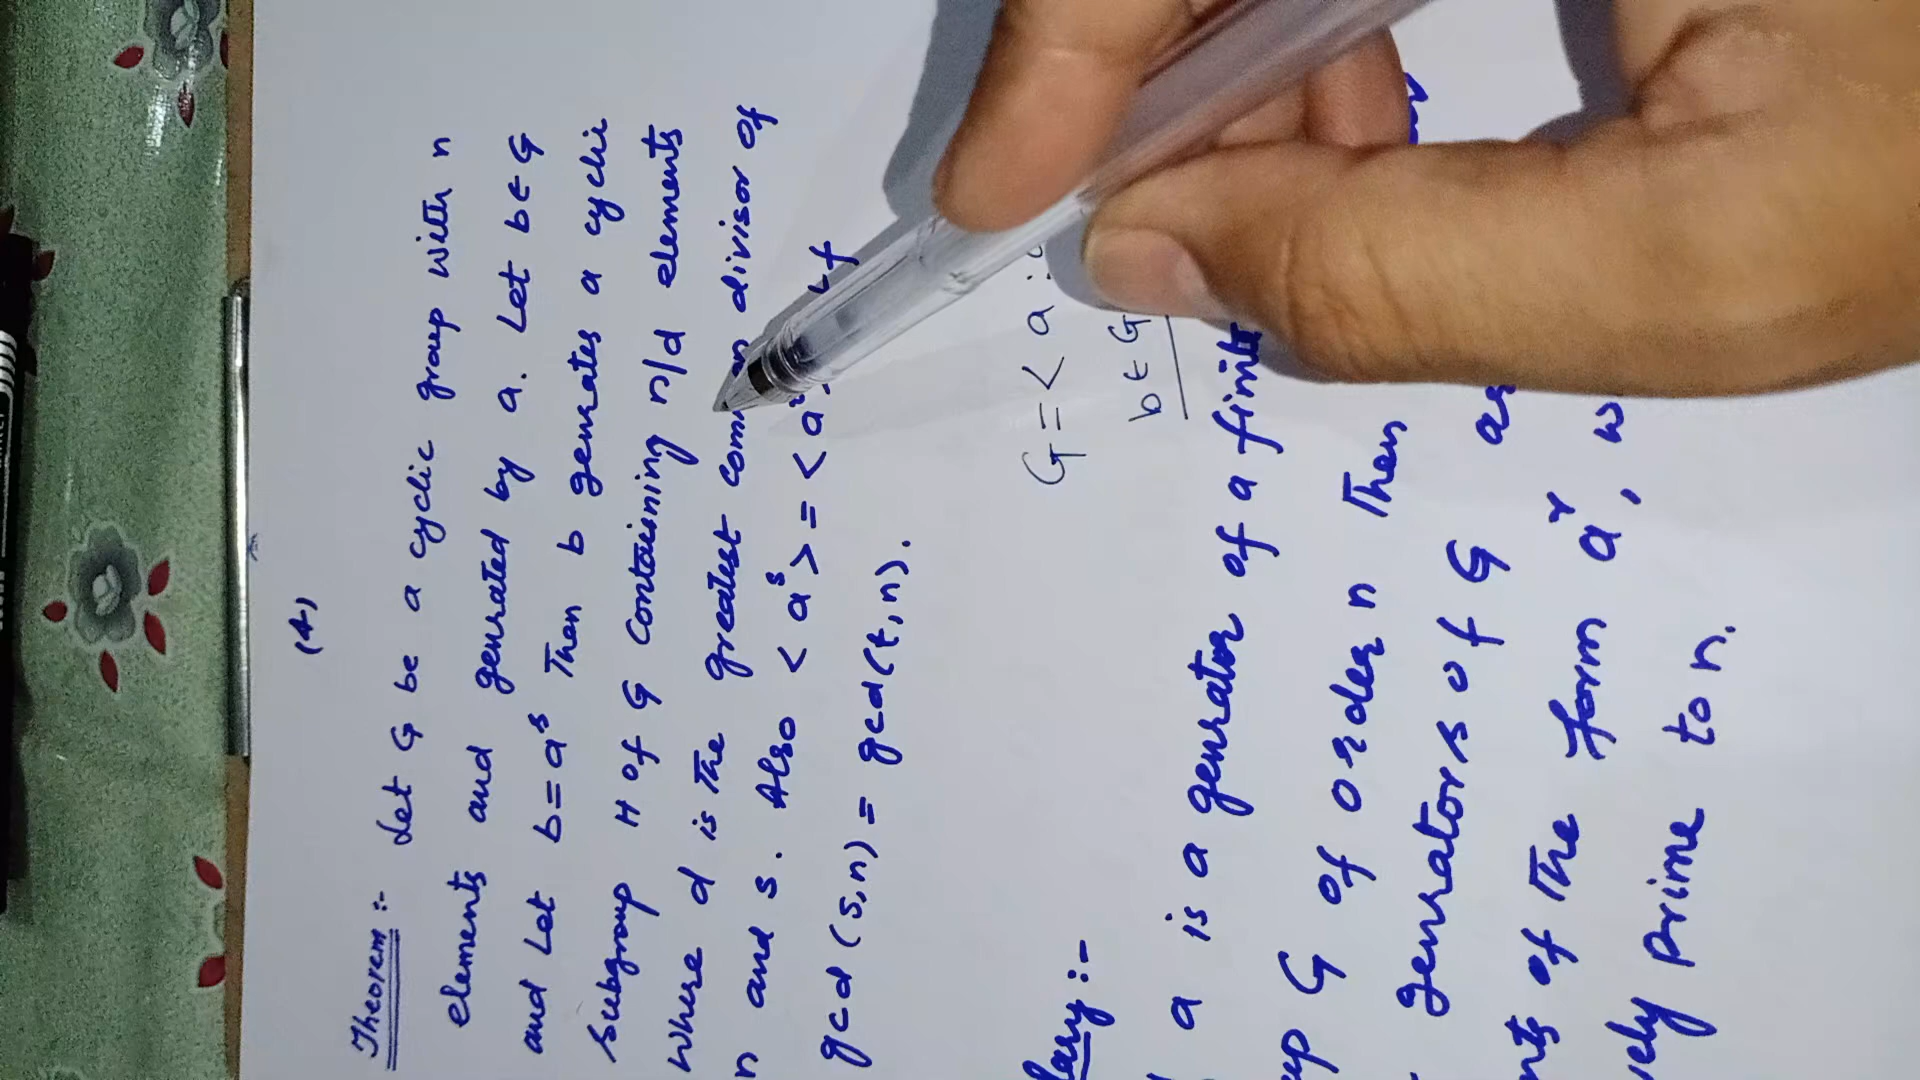 (4)
Theorem :- Let G be a cyclic group with n
elements and generated by a. Let b ∈ G
and Let b = a^s Then b generates a cyclic
subgroup H of G Containing n/d elements
where d is The greatest common divisor of
n and s. Also < a^s > = < a
gcd (s,n) = gcd (t,n).
G = < a :
b ∈ G
a is a generator of a finite
G of order n Then
generators of G
of The form a^r,
prime to n.